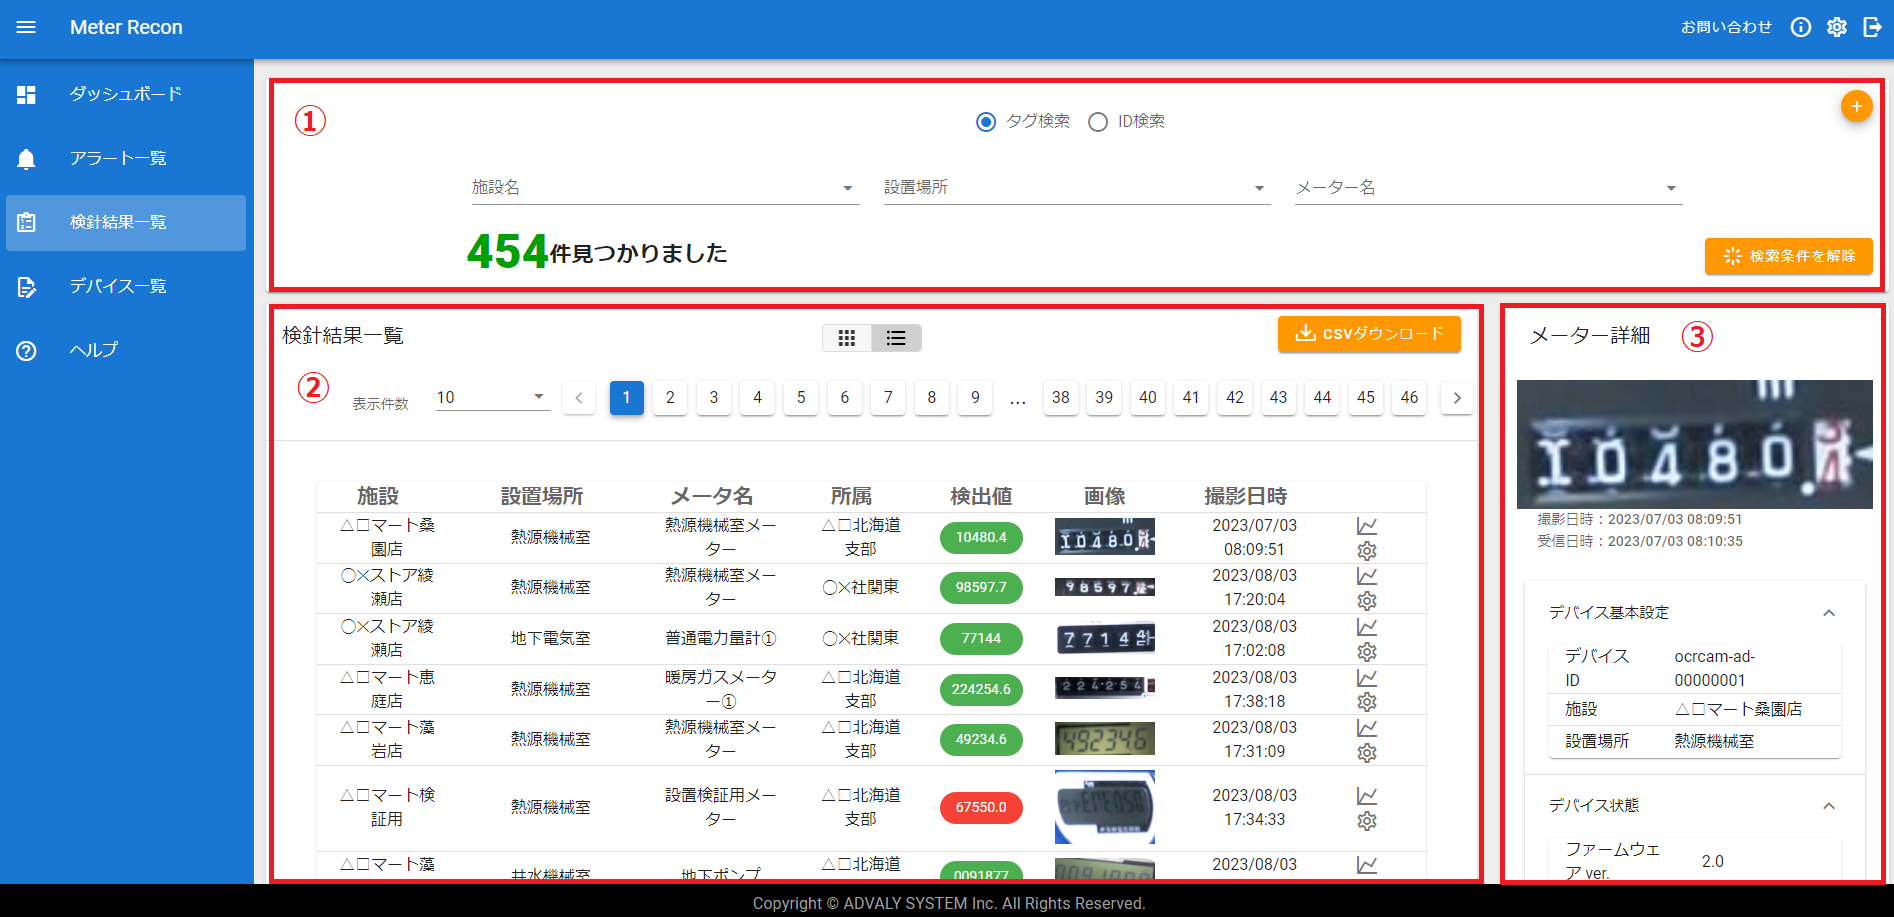 Meter Recon
お問い合わせ
ダッシュボード
アラート一覧
検針結果一覧
デバイス一覧
ヘルプ
①
タグ検索
ID検索
施設名
設置場所
メーター名
454件見つかりました
検索条件を解除
検針結果一覧
CSVダウンロード
②
表示件数
10
1 2 3 4 5 6 7 8 9 ... 38 39 40 41 42 43 44 45 46
施設 設置場所 メータ名 所属 検出値 画像 撮影日時
△□マート桑園店 熱源機械室 熱源機械室メーター △□北海道支部 10480.4 2023/07/03 08:09:51
〇×ストア綾瀬店 熱源機械室 熱源機械室メーター 〇×社関東 98597.7 98597 2023/08/03 17:20:04
〇×ストア綾瀬店 地下電気室 普通電力量計① 〇×社関東 77144 7714 2023/08/03 17:02:08
△□マート恵庭店 熱源機械室 暖房ガスメーター① △□北海道支部 224254.6 224254 2023/08/03 17:38:18
△□マート藻岩店 熱源機械室 熱源機械室メーター △□北海道支部 49234.6 492346 2023/08/03 17:31:09
△□マート検証用 熱源機械室 設置検証用メーター △□北海道支部 67550.0 2023/08/03 17:34:33
△□マート藻 井水機械室 地下ポンプ △□北海道 0091877 2023/08/03
メーター詳細
③
10480
撮影日時：2023/07/03 08:09:51
受信日時：2023/07/03 08:10:35
デバイス基本設定
デバイスID ocrcam-ad-00000001
施設 △□マート桑園店
設置場所 熱源機械室
デバイス状態
ファームウェア ver. 2.0
Copyright © ADVALY SYSTEM Inc. All Rights Reserved.